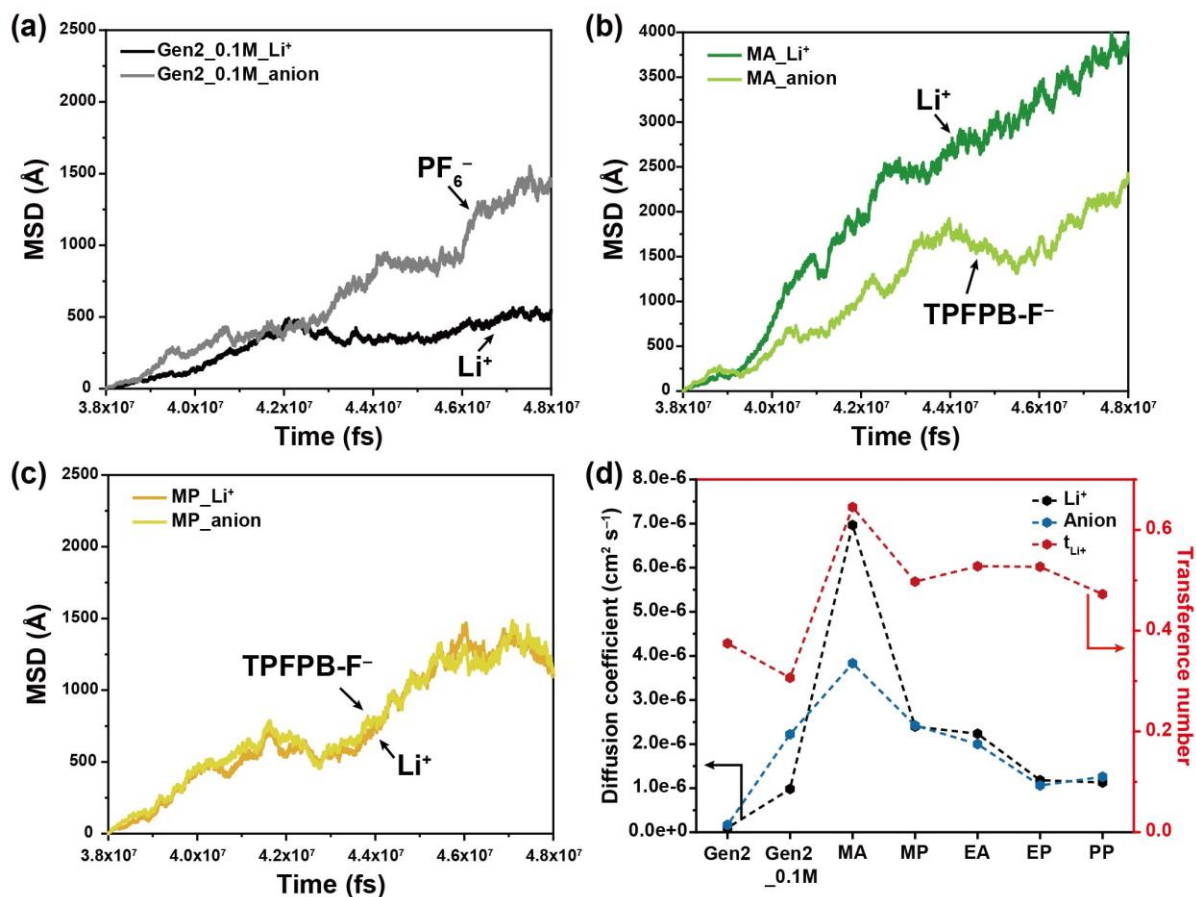 (a)
2500
2000
1500
1000
500
0
MSD (Å)
Gen2_0.1M_Li⁺
Gen2_0.1M_anion
PF₆⁻
Li⁺
3.8x10⁷ 4.0x10⁷ 4.2x10⁷ 4.4x10⁷ 4.6x10⁷ 4.8x10⁷
Time (fs)
(b)
4000
3500
3000
2500
2000
1500
1000
500
0
MSD (Å)
MA_Li⁺
MA_anion
Li⁺
TPFPB-F⁻
3.8x10⁷ 4.0x10⁷ 4.2x10⁷ 4.4x10⁷ 4.6x10⁷ 4.8x10⁷
Time (fs)
(c)
2500
2000
1500
1000
500
0
MSD (Å)
MP_Li⁺
MP_anion
TPFPB-F⁻
Li⁺
3.8x10⁷ 4.0x10⁷ 4.2x10⁷ 4.4x10⁷ 4.6x10⁷ 4.8x10⁷
Time (fs)
(d)
8.0e-6
7.0e-6
6.0e-6
5.0e-6
4.0e-6
3.0e-6
2.0e-6
1.0e-6
0.0e+0
Diffusion coefficient (cm² s⁻¹)
Li⁺
Anion
t_Li+
0.6
0.4
0.2
0.0
Transference number
Gen2 Gen2 MA MP EA EP PP
_0.1M